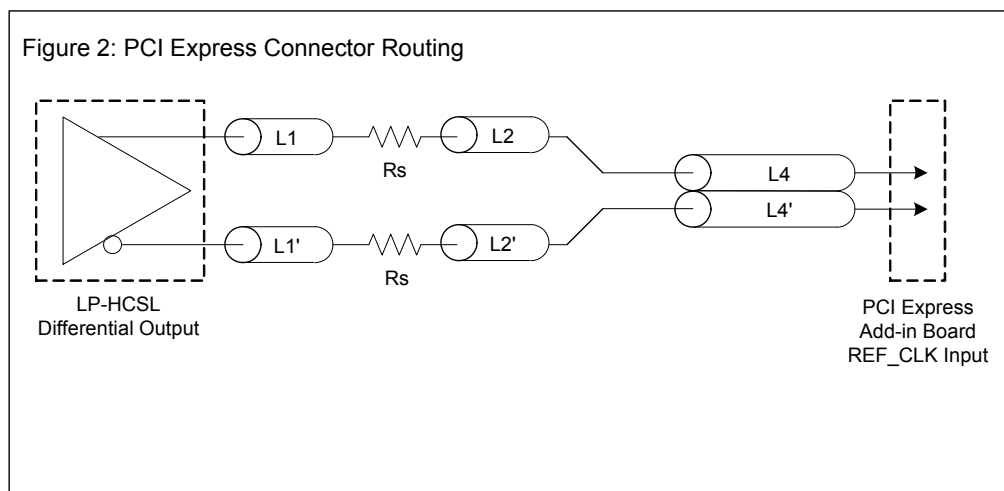 Figure 2: PCI Express Connector Routing
L1
Rs
L2
L4
L1'
Rs
L2'
L4'
LP-HCSL
Differential Output
PCI Express
Add-in Board
REF_CLK Input